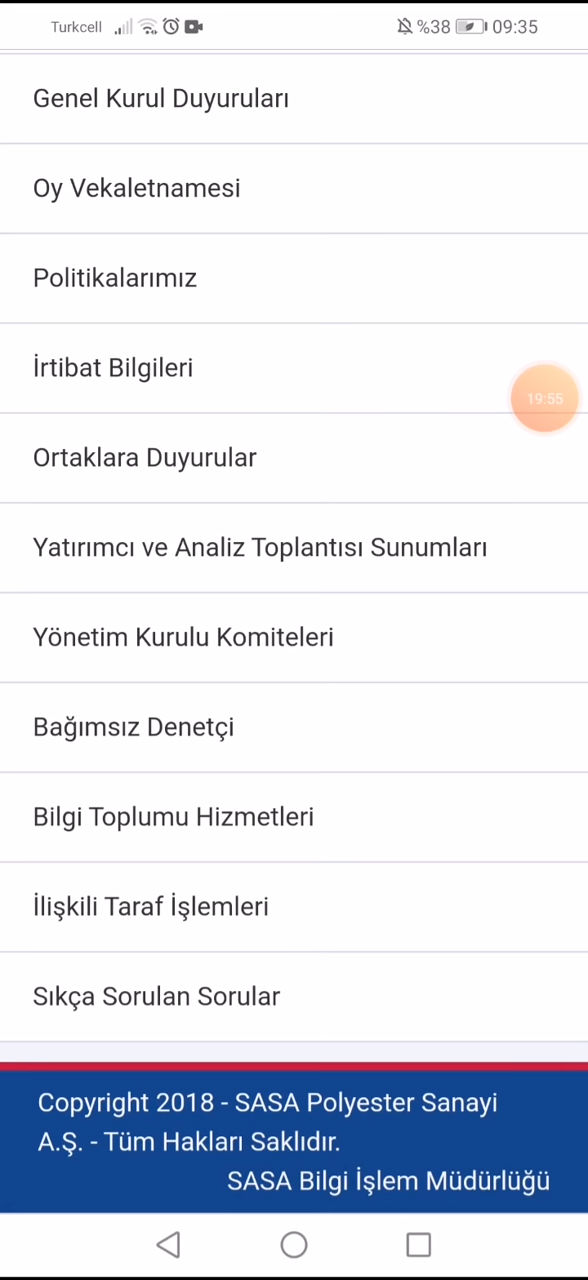 Turkcell %38 09:35
Genel Kurul Duyuruları
Oy Vekaletnamesi
Politikalarımız
İrtibat Bilgileri
19:55
Ortaklara Duyurular
Yatırımcı ve Analiz Toplantısı Sunumları
Yönetim Kurulu Komiteleri
Bağımsız Denetçi
Bilgi Toplumu Hizmetleri
İlişkili Taraf İşlemleri
Sıkça Sorulan Sorular
Copyright 2018 - SASA Polyester Sanayi
A.Ş. - Tüm Hakları Saklıdır.
SASA Bilgi İşlem Müdürlüğü